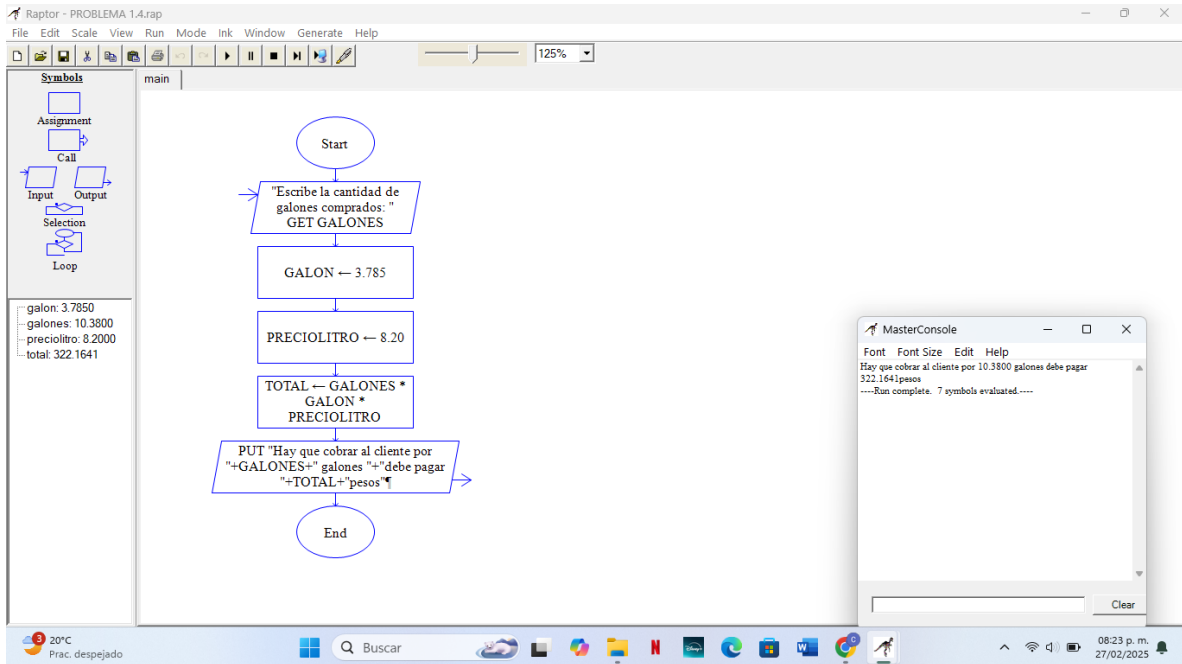 Raptor - PROBLEMA 1.4.rap
File Edit Scale View Run Mode Ink Window Generate Help
125%
Symbols
main
Assignment
Call
Input Output
Selection
Loop
Start
"Escribe la cantidad de
galones comprados: "
GET GALONES
GALON ← 3.785
PRECIOLITRO ← 8.20
TOTAL ← GALONES *
GALON *
PRECIOLITRO
PUT "Hay que cobrar al cliente por
"+GALONES+" galones "+"debe pagar
"+TOTAL+"pesos"¶
End
galon: 3.7850
galones: 10.3800
preciolitro: 8.2000
total: 322.1641
MasterConsole
Font Font Size Edit Help
Hay que cobrar al cliente por 10.3800 galones debe pagar
322.1641pesos
----Run complete. 7 symbols evaluated.----
Clear
3
20°C
Prac. despejado
Buscar
08:23 p. m.
27/02/2025